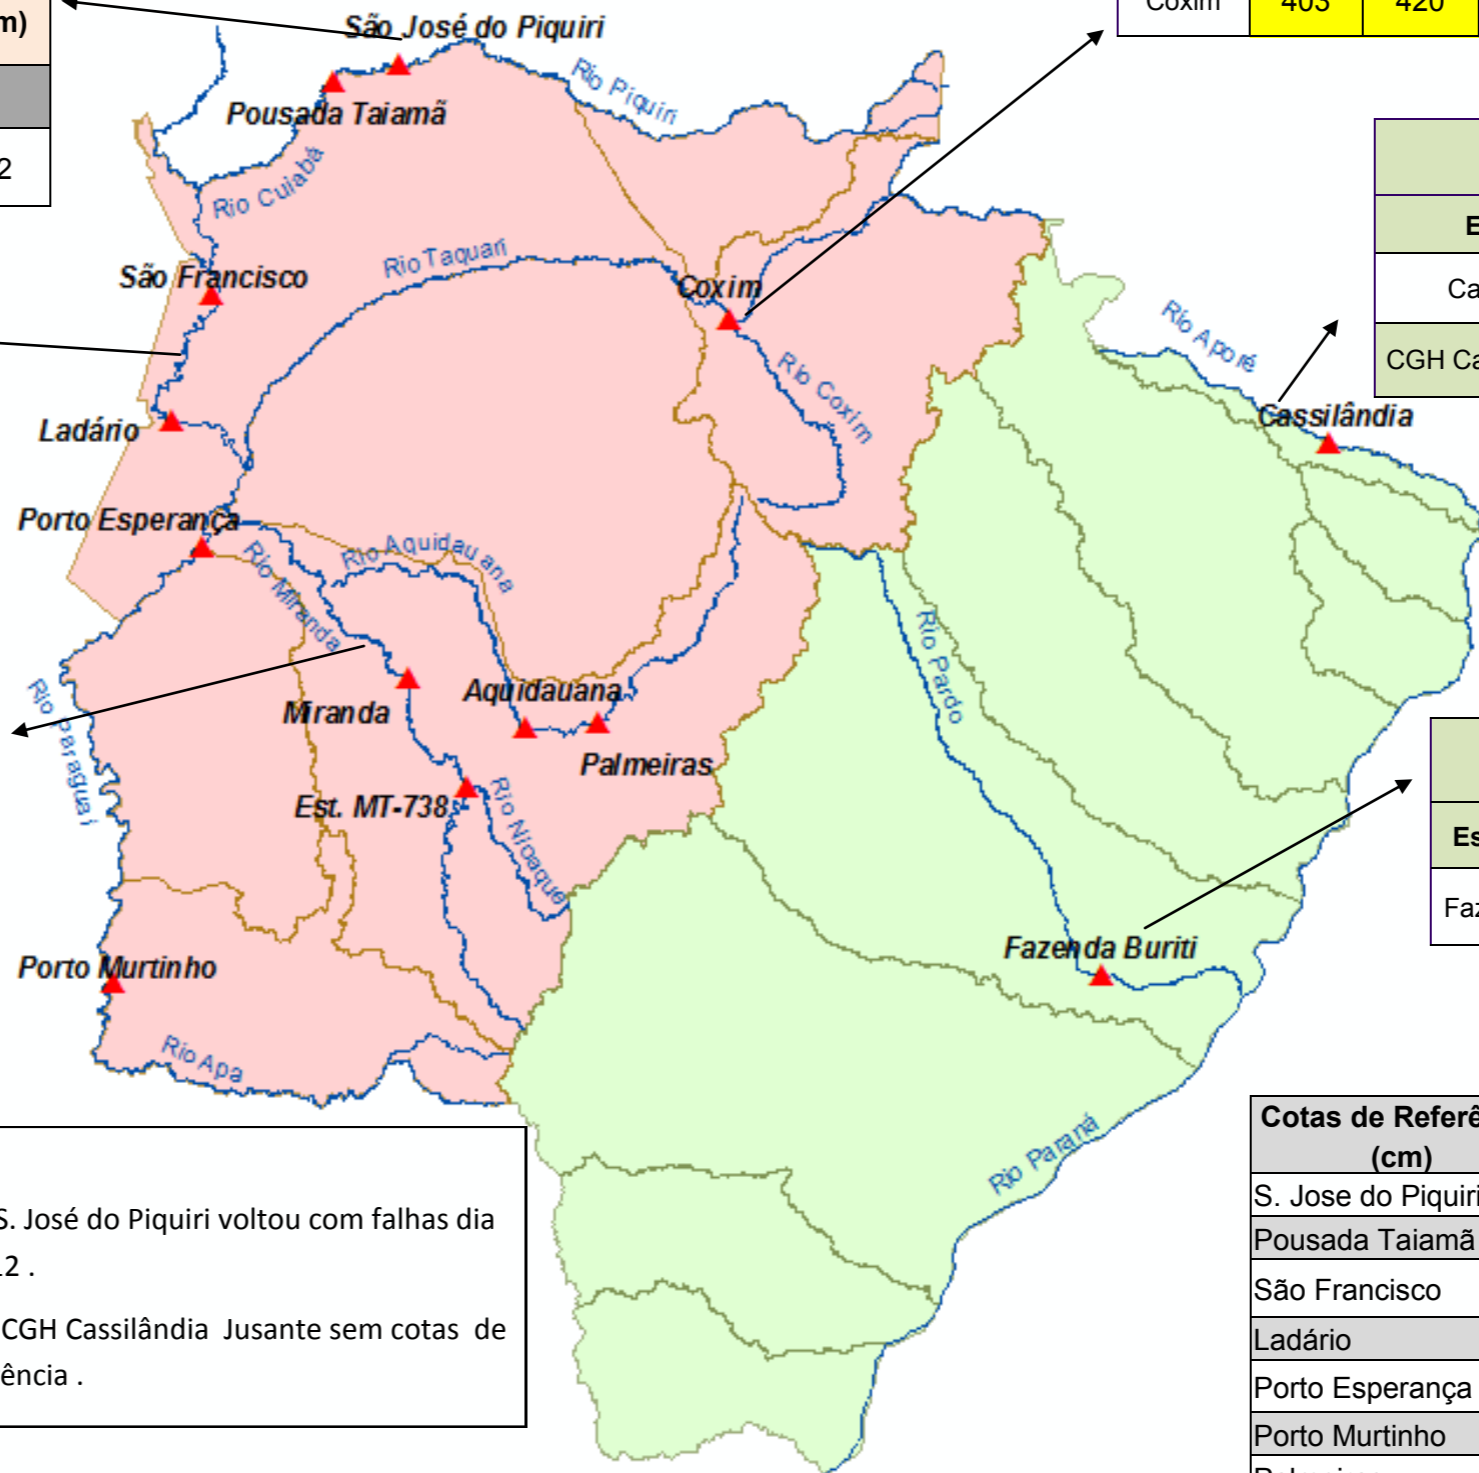 m)
2
Coxim 403 420
São José do Piquiri
Pousada Taiamã
Rio Piquiri
Rio Cuiabá
Rio Taquari
São Francisco
Coxim
E
Ca
CGH Ca
Rio Aporé
Cassilândia
Rio Coxim
Ladário
Porto Esperança
Rio Aquidauana
Rio Miranda
Rio Pardo
Rio Paraguai
Miranda
Aquidauana
Palmeiras
Est. MT-738
Rio Nioaque
Es
Faz
Fazenda Buriti
Porto Murtinho
Rio Apa
Rio Paraná
S. José do Piquiri voltou com falhas dia
12 .
CGH Cassilândia Jusante sem cotas de
ência .
Cotas de Referê
(cm)
S. Jose do Piquiri
Pousada Taiamã
São Francisco
Ladário
Porto Esperança
Porto Murtinho